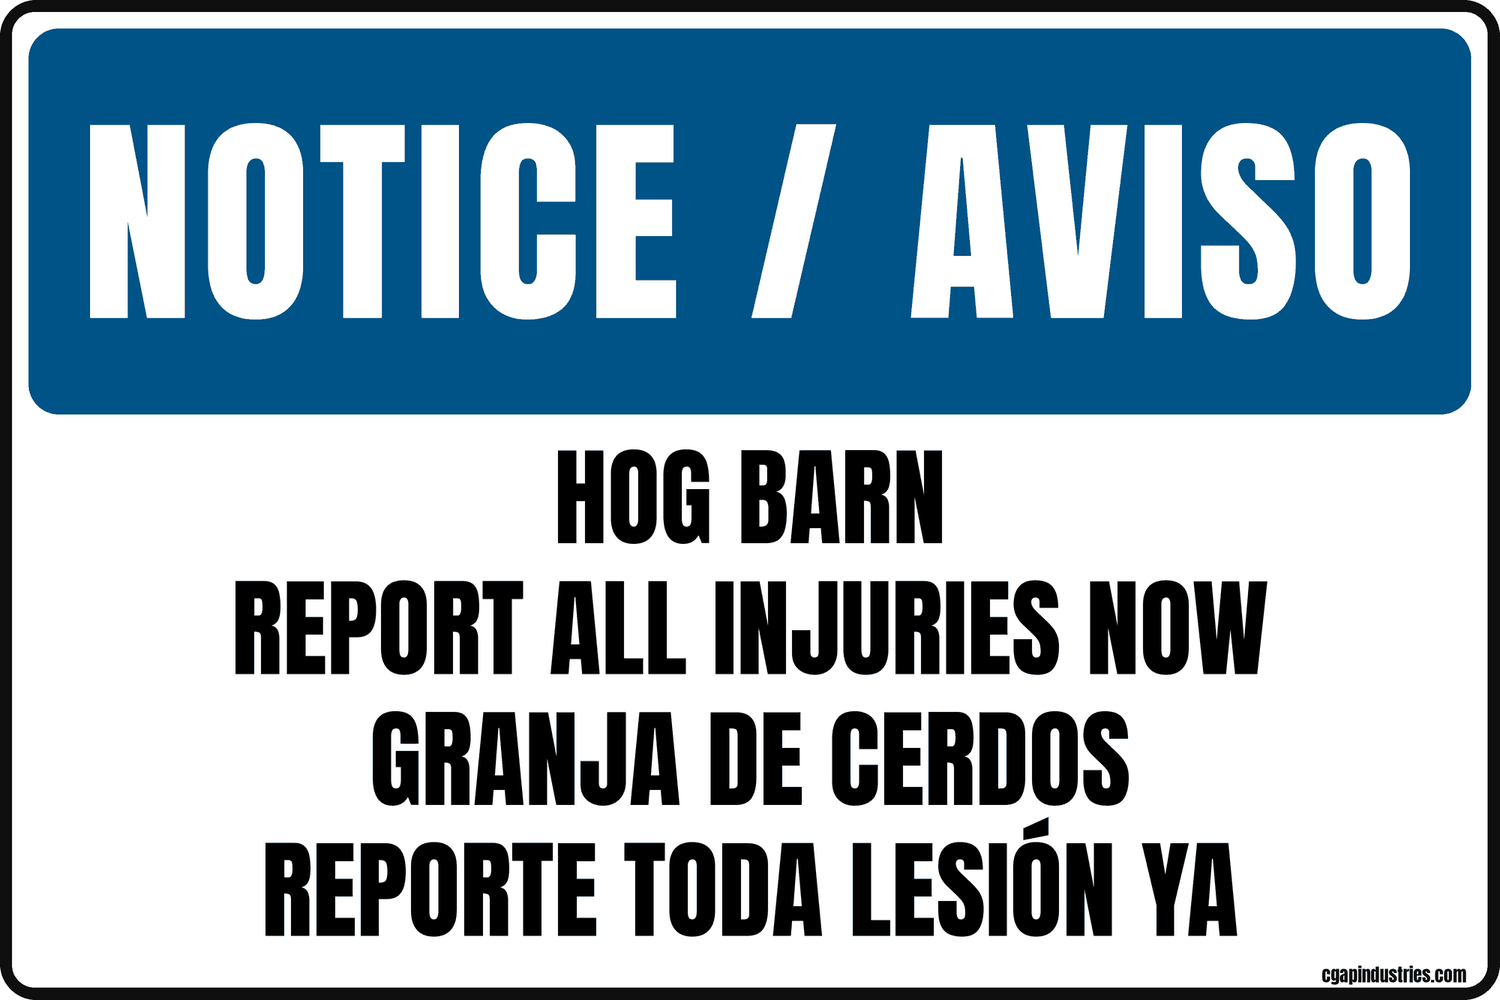 NOTICE / AVISO
HOG BARN
REPORT ALL INJURIES NOW
GRANJA DE CERDOS
REPORTE TODA LESIÓN YA
cgapindustries.com